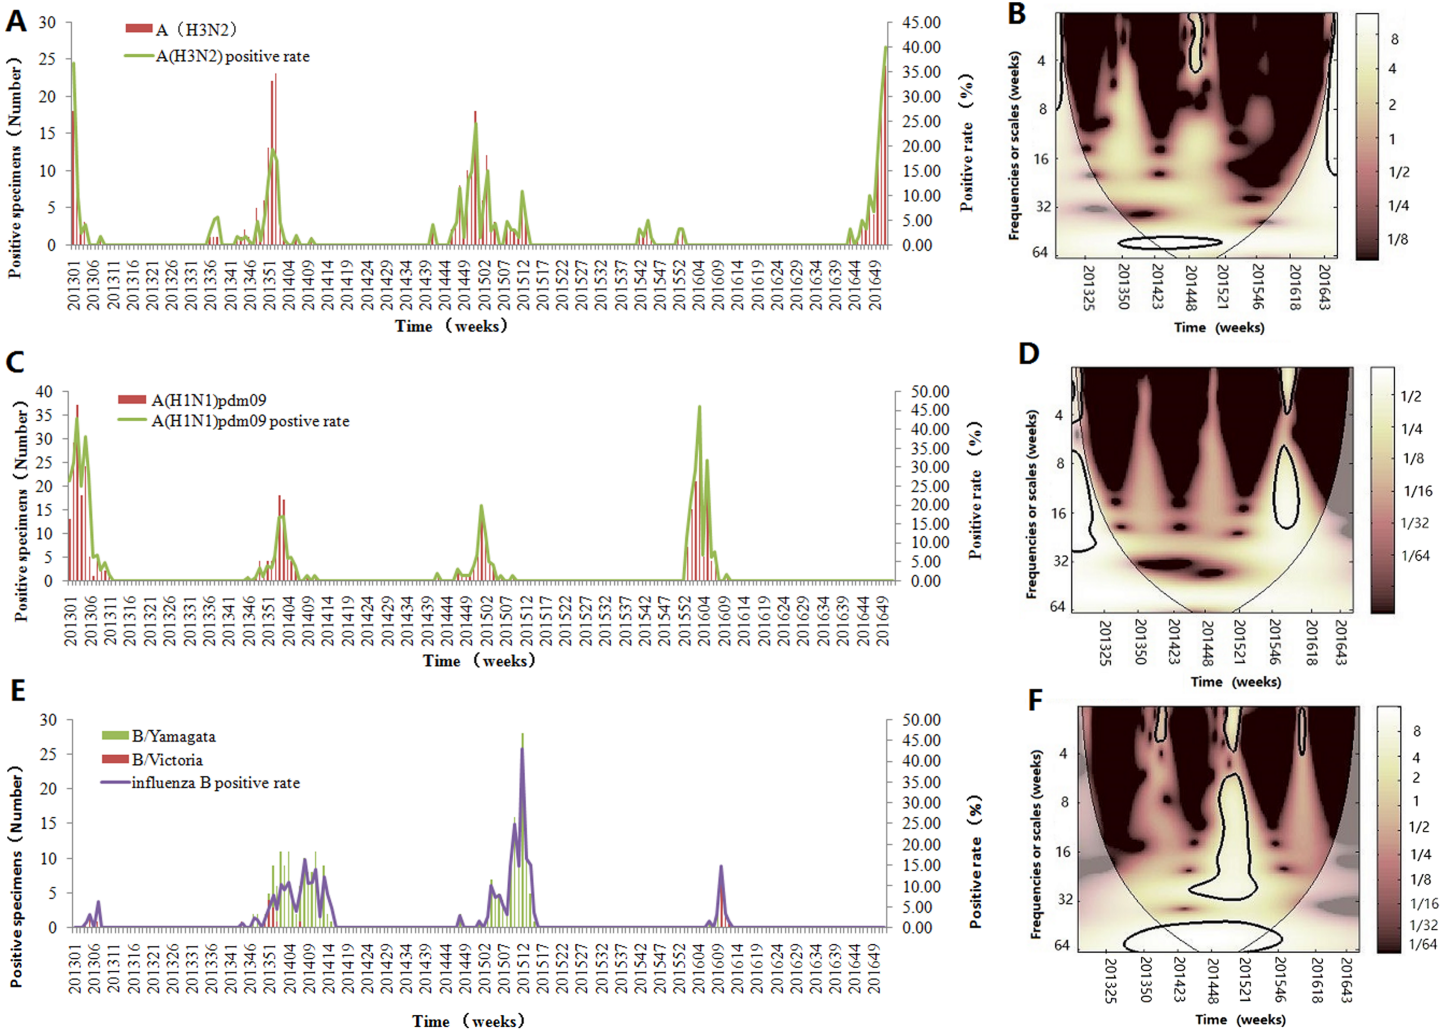 A
30
25
20
15
10
5
0
Positive specimens（Number）
A（H3N2）
A(H3N2) positive rate
45.00
40.00
35.00
30.00
25.00
20.00
15.00
10.00
5.00
0.00
Positive rate （%）
201301 201306 201311 201316 201321 201326 201331 201336 201341 201346 201351 201404 201409 201414 201419 201424 201429 201434 201439 201444 201449 201502 201507 201512 201517 201522 201527 201532 201537 201542 201547 201552 201604 201609 201614 201619 201624 201629 201634 201639 201644 201649
Time （weeks）
B
Frequencies or scales (weeks)
4
8
16
32
64
8
4
2
1
1/2
1/4
1/8
201325 201350 201423 201448 201521 201546 201618 201643
Time (weeks)
C
40
35
30
25
20
15
10
5
0
Positive specimens（Number）
A(H1N1)pdm09
A(H1N1)pdm09 postive rate
50.00
45.00
40.00
35.00
30.00
25.00
20.00
15.00
10.00
5.00
0.00
Positive rate （%）
201301 201306 201311 201316 201321 201326 201331 201336 201341 201346 201351 201404 201409 201414 201419 201424 201429 201434 201439 201444 201449 201502 201507 201512 201517 201522 201527 201532 201537 201542 201547 201552 201604 201609 201614 201619 201624 201629 201634 201639 201644 201649
Time （weeks）
D
Frequencies or scales (weeks)
4
8
16
32
64
1/2
1/4
1/8
1/16
1/32
1/64
201325 201350 201423 201448 201521 201546 201618 201643
Time (weeks)
E
30
25
20
15
10
5
0
Positive specimens（Number）
B/Yamagata
B/Victoria
influenza B positive rate
50.00
45.00
40.00
35.00
30.00
25.00
20.00
15.00
10.00
5.00
0.00
Positive rate （%）
201301 201306 201311 201316 201321 201326 201331 201336 201341 201346 201351 201404 201409 201414 201419 201424 201429 201434 201439 201444 201449 201502 201507 201512 201517 201522 201527 201532 201537 201542 201547 201552 201604 201609 201614 201619 201624 201629 201634 201639 201644 201649
Time （weeks）
F
Frequencies or scales (weeks)
4
8
16
32
64
8
4
2
1
1/2
1/4
1/8
1/16
1/32
1/64
201325 201350 201423 201448 201521 201546 201618 201643
Time (weeks)